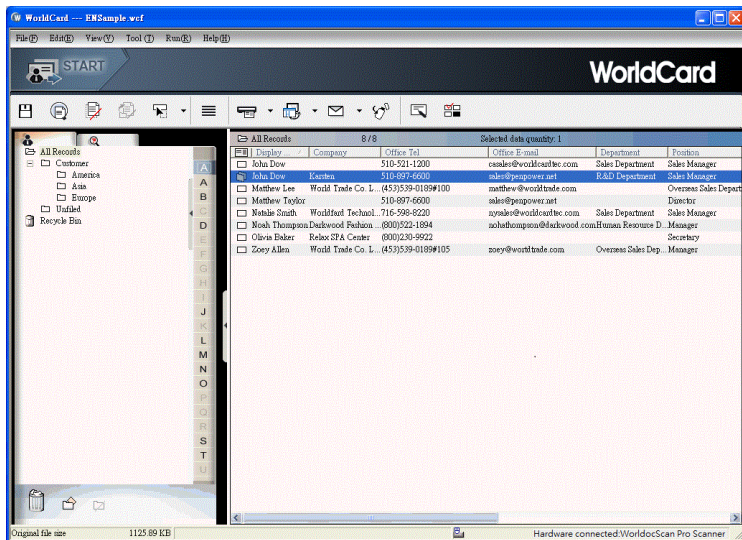 WorldCard --- ENSample.wcf
File(F) Edit(E) View(V) Tool (T) Run(R) Help(H)
START
WorldCard
All Records 8 / 8 Selected data quantity: 1
Display ... Company Office Tel Office E-mail Department Position
John Dow 510-521-1200 casales@worldcardtec.com Sales Department Sales Manager
John Dow Karsten 510-897-6600 sales@penpower.net R&D Department Sales Manager
Matthew Lee World Trade Co. L... (453)539-0189#100 matthew@worldtrade.com Overseas Sales Depart
Matthew Taylor 510-897-6600 sales@penpower.net Director
Natalie Smith Worldfard Technol... 716-598-8220 nysales@worldcardtec.com Sales Department Sales Manager
Noah Thompson Darkwood Fashion ... (800)522-1894 nohathompson@darkwood.com Human Resource D... Manager
Olivia Baker Relax SPA Center (800)230-9922 Secretary
Zoey Allen World Trade Co. L... (453)539-0189#105 zoey@worldtrade.com Overseas Sales Dep... Manager
All Records
Customer
America
Asia
Europe
Unfiled
Recycle Bin
A
A
B
C
D
E
F
G
H
I
J
K
L
M
N
O
P
Q
R
S
T
U
Original file size 1125.89 KB Hardware connected:WorldocScan Pro Scanner